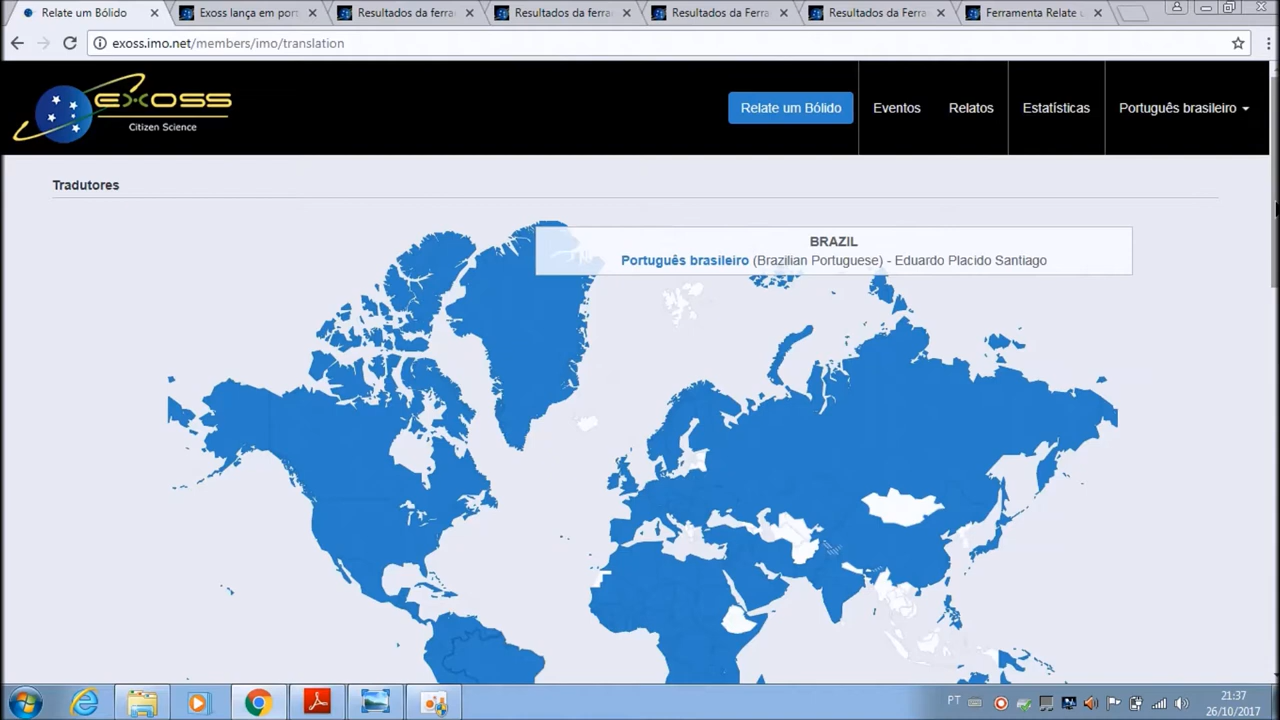 Relate um Bólido
Exoss lança em port
Resultados da ferra
Resultados da ferra
Resultados da Ferra
Resultados da Ferra
Ferramenta Relate u
exoss.imo.net/members/imo/translation
EXOSS
Citizen Science
Relate um Bólido
Eventos
Relatos
Estatísticas
Português brasileiro
Tradutores
BRAZIL
Português brasileiro (Brazilian Portuguese) - Eduardo Placido Santiago
PT
21:37
26/10/2017